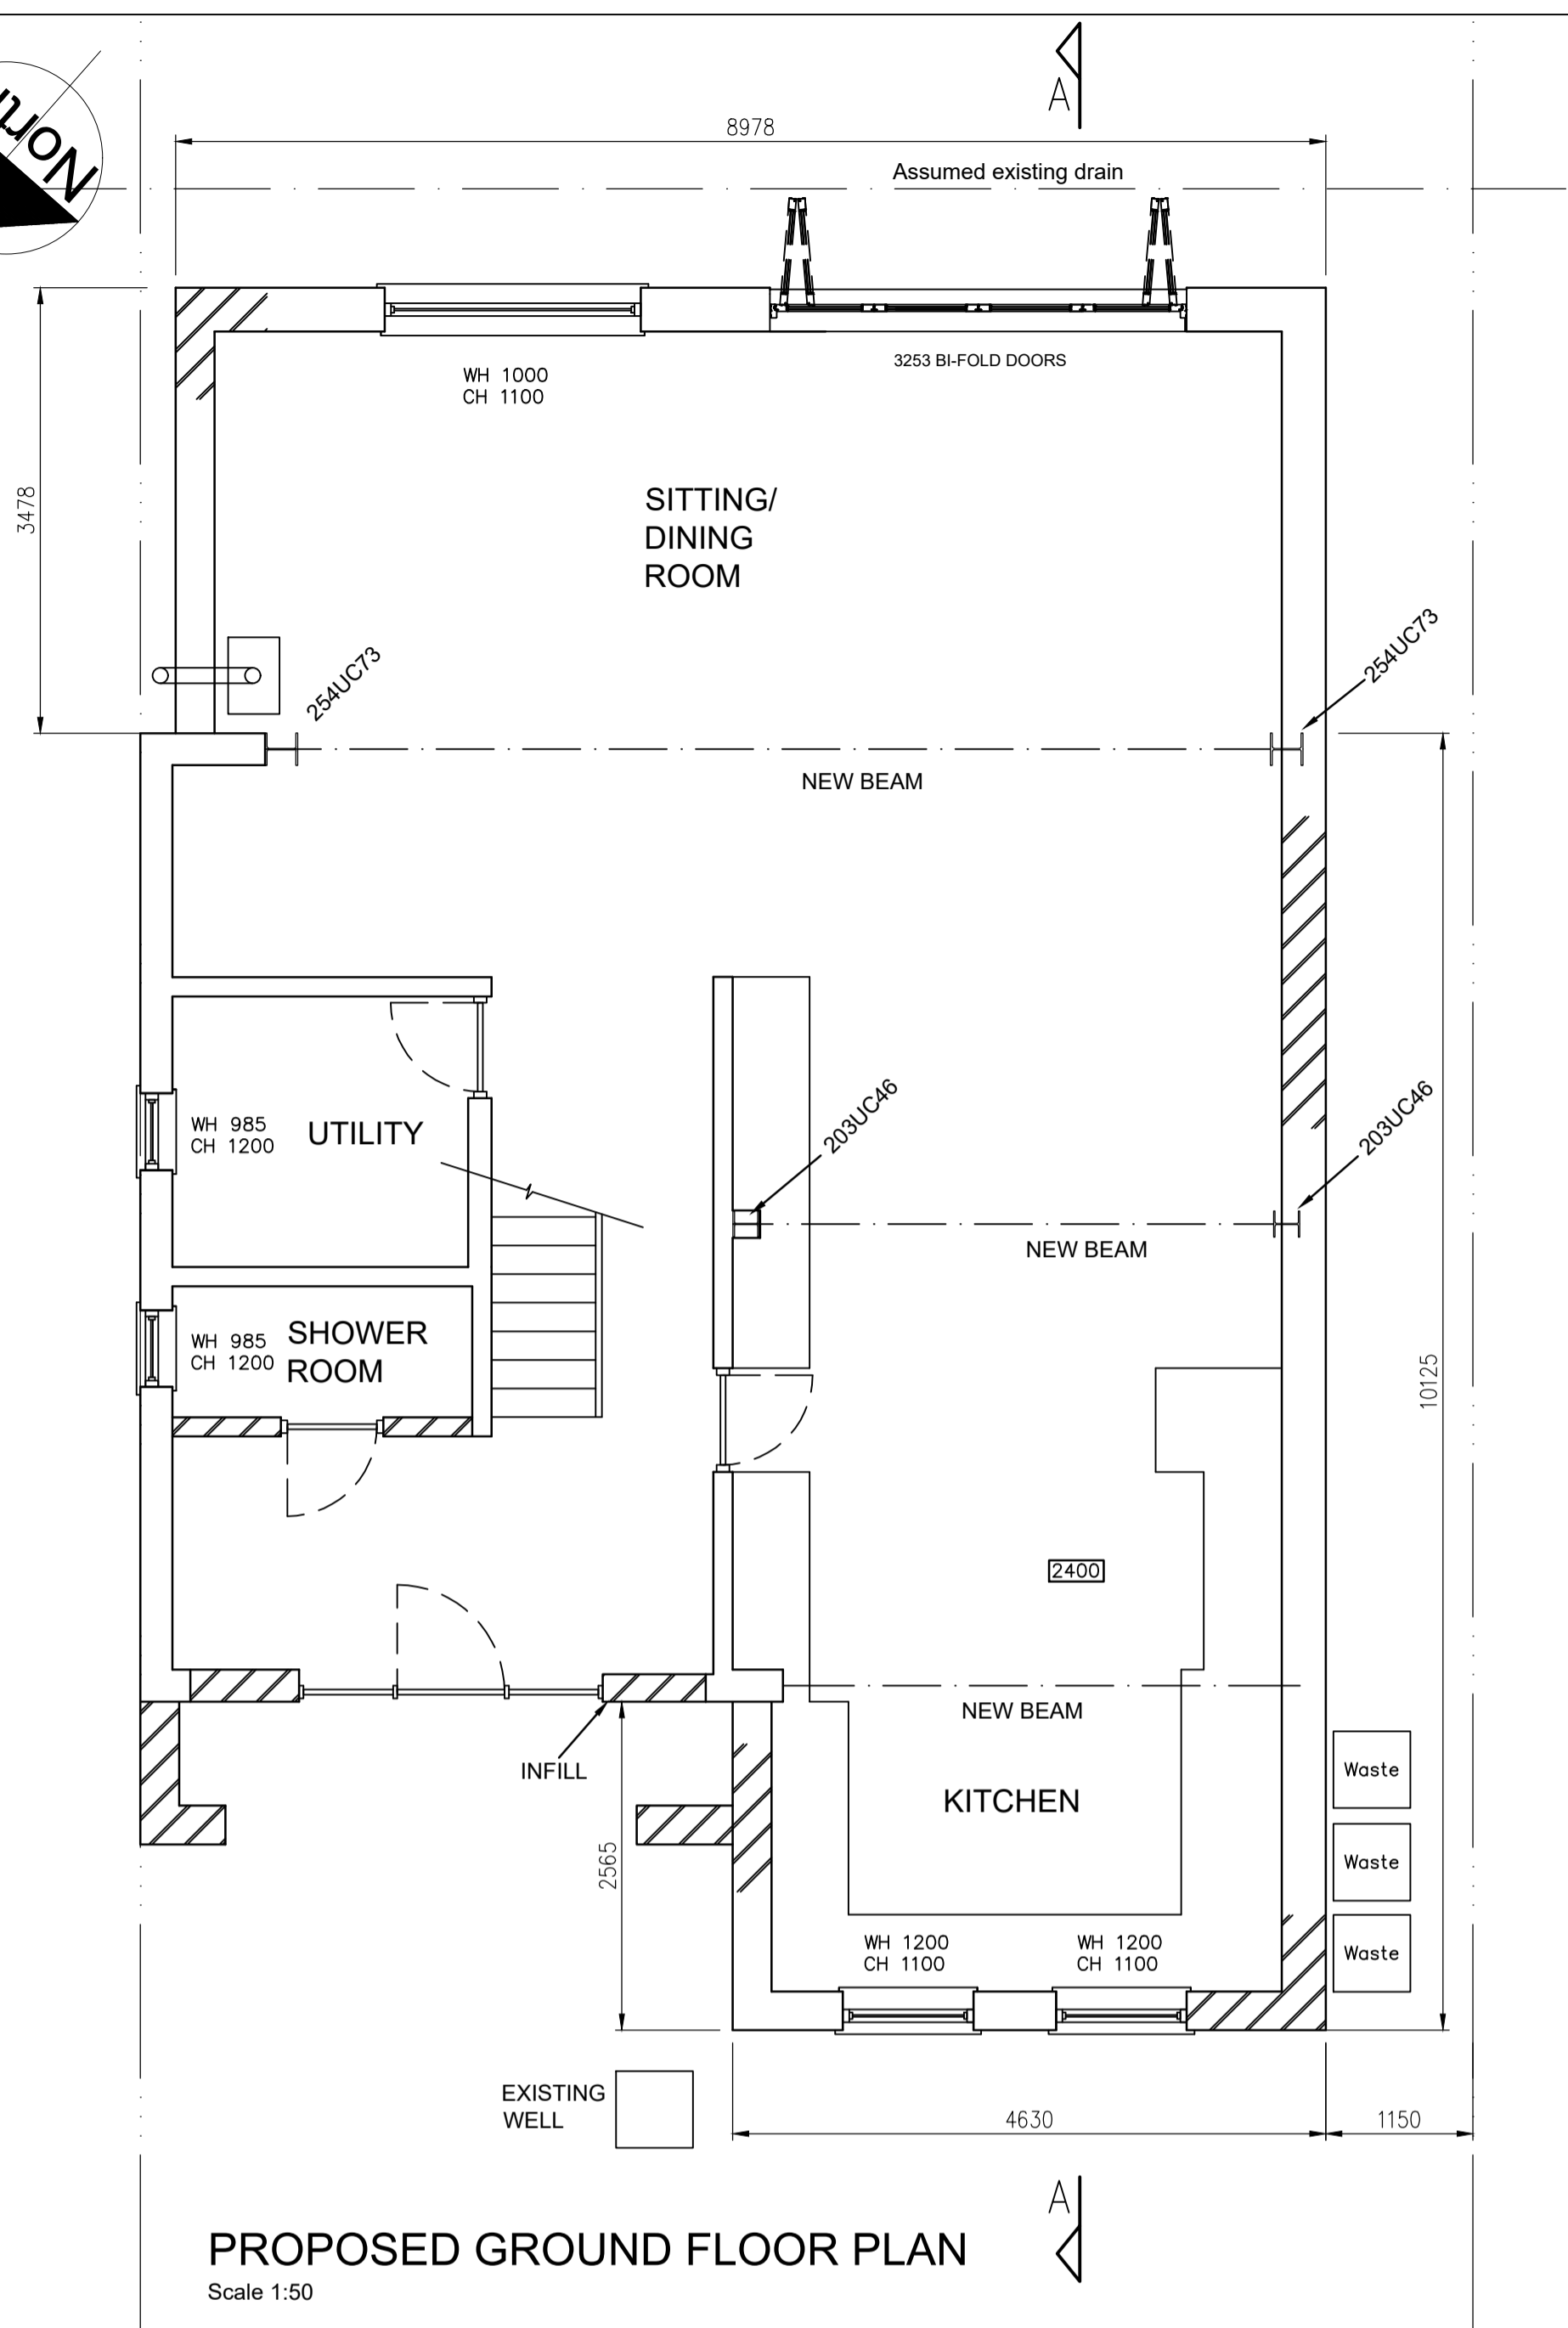 A
8978
Assumed existing drain
3253 BI-FOLD DOORS
WH 1000
CH 1100
3478
SITTING/
DINING
ROOM
254UC73
254UC73
NEW BEAM
203UC46
203UC46
WH 985
CH 1200
UTILITY
NEW BEAM
WH 985
CH 1200
SHOWER
ROOM
10125
2400
NEW BEAM
INFILL
Waste
KITCHEN
Waste
2565
WH 1200
CH 1100
WH 1200
CH 1100
Waste
EXISTING
WELL
4630
1150
A
PROPOSED GROUND FLOOR PLAN
Scale 1:50